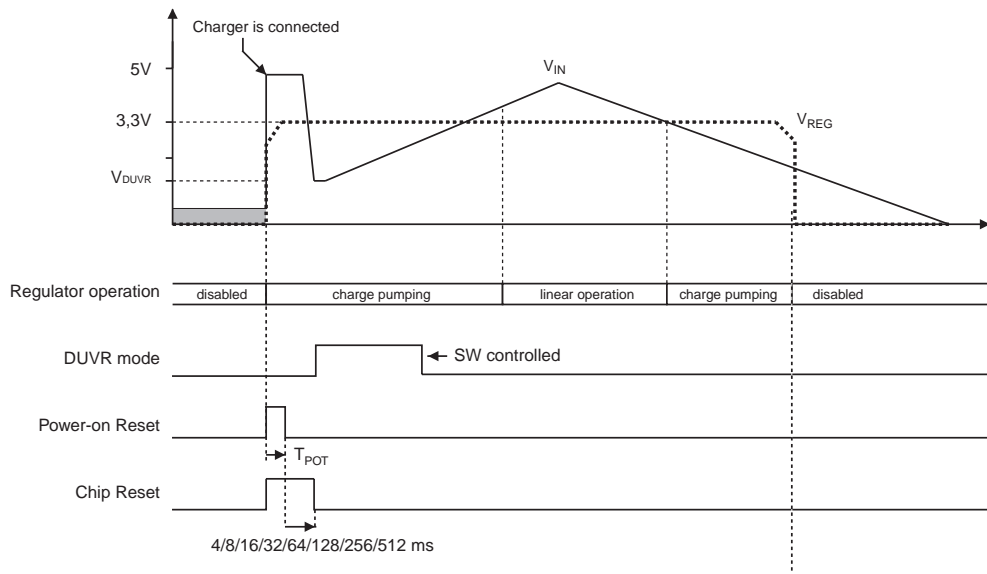 Charger is connected
5V
VIN
3,3V
VREG
VDUVR
Regulator operation
disabled
charge pumping
linear operation
charge pumping
disabled
DUVR mode
SW controlled
Power-on Reset
TPOT
Chip Reset
4/8/16/32/64/128/256/512 ms